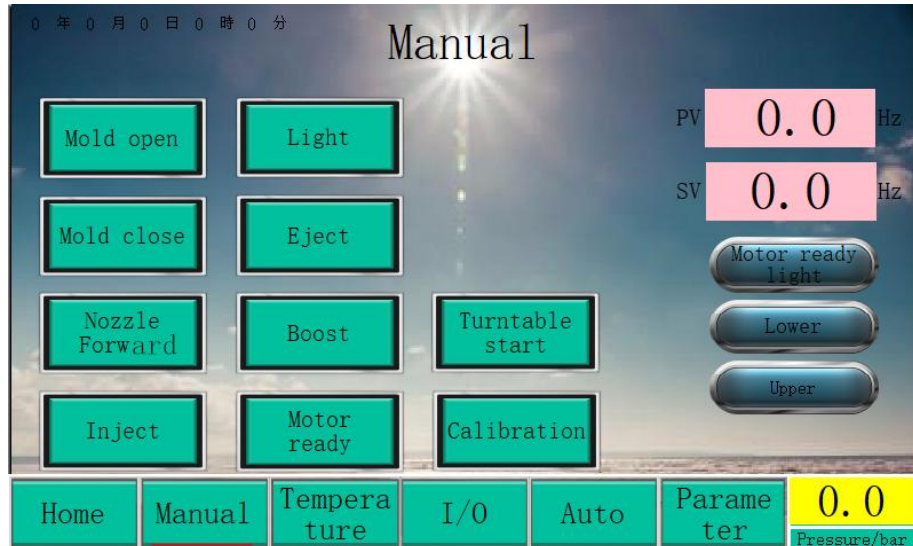 0 年 0 月 0 日 0 時 0 分
Manual
Mold open
Light
PV 0.0 Hz
Mold close
Eject
SV 0.0 Hz
Motor ready
light
Nozzle
Forward
Boost
Turntable
start
Lower
Upper
Inject
Motor
ready
Calibration
Home
Manual
Tempera
ture
I/O
Auto
Parame
ter
0.0
Pressure/bar